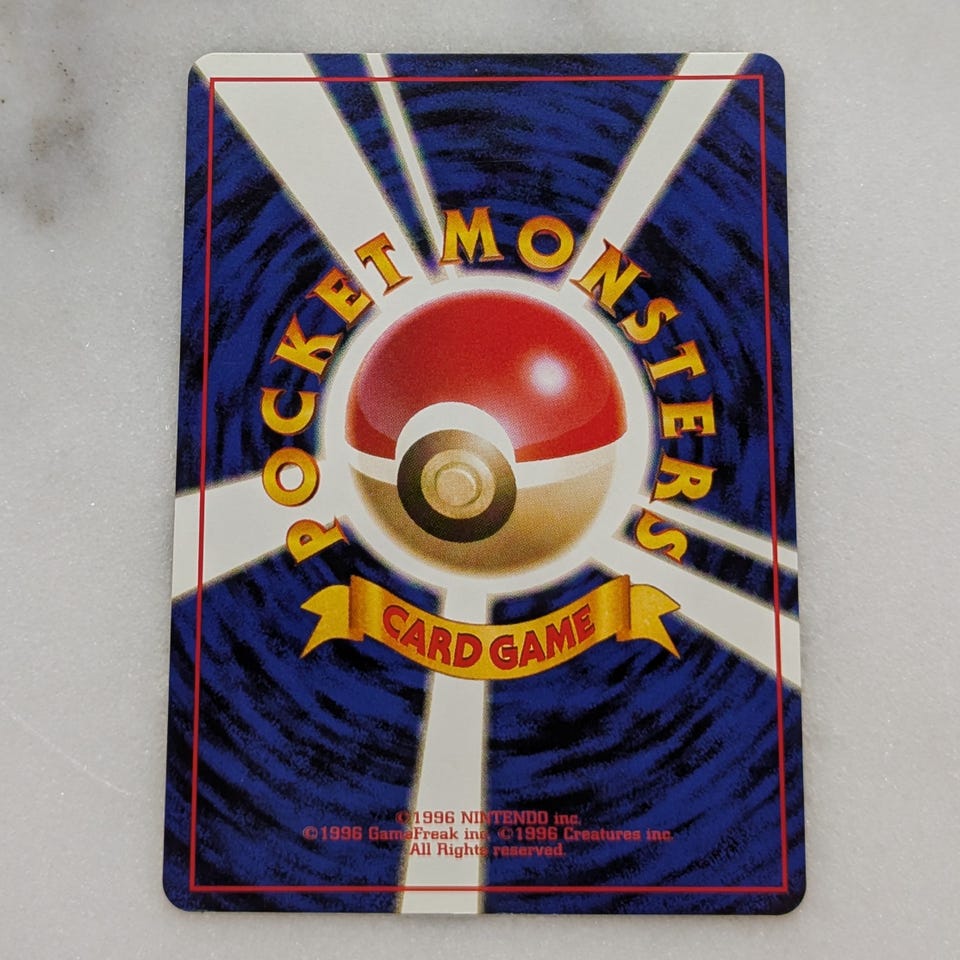 POCKET MONSTERS
CARD GAME
©1996 NINTENDO inc.
©1996 GameFreak inc. ©1996 Creatures inc.
All Rights reserved.